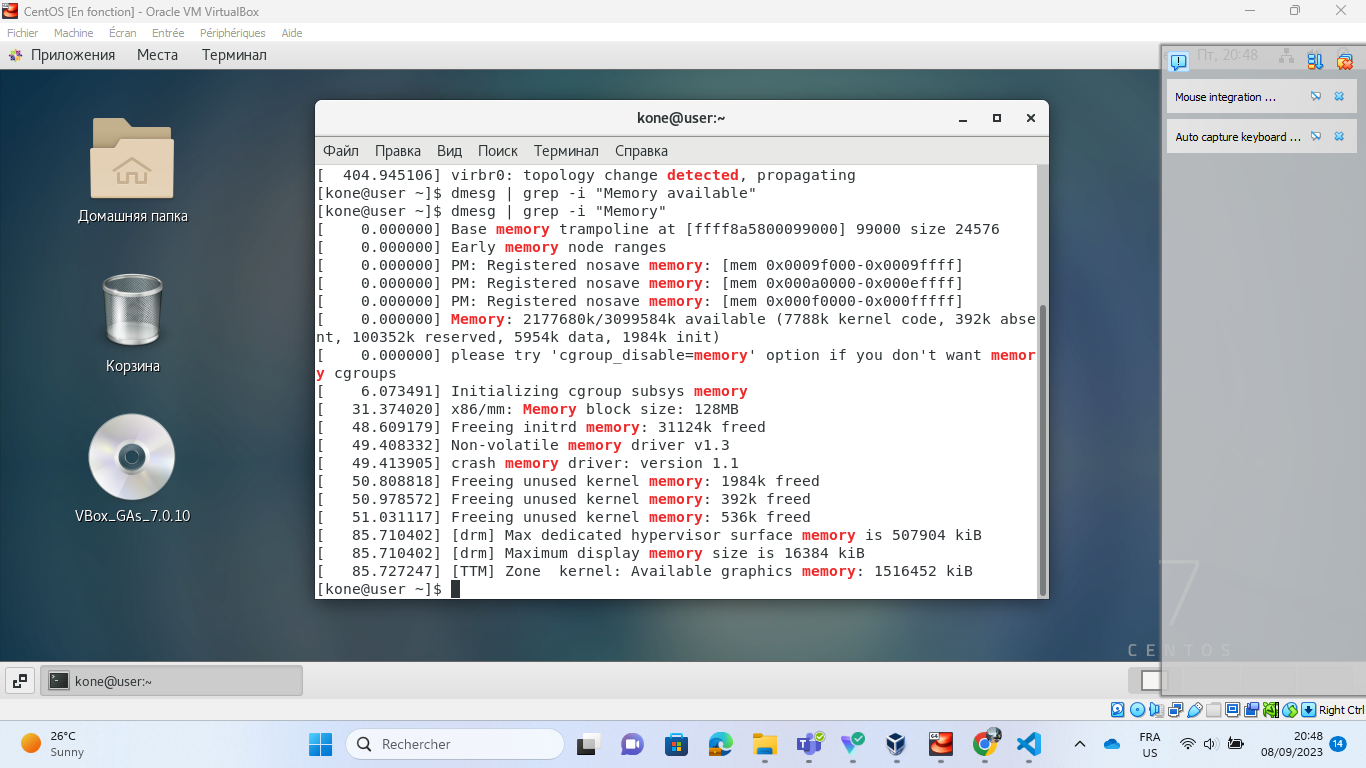 CentOS [En fonction] - Oracle VM VirtualBox
Fichier Machine Écran Entrée Périphériques Aide
Приложения Места Терминал
Пт, 20:48
Mouse integration ...
Auto capture keyboard ...
Домашняя папка
Корзина
VBox_GAs_7.0.10
kone@user:~
Файл Правка Вид Поиск Терминал Справка
[  404.945106] virbr0: topology change detected, propagating
[kone@user ~]$ dmesg | grep -i "Memory available"
[kone@user ~]$ dmesg | grep -i "Memory"
[    0.000000] Base memory trampoline at [ffff8a5800099000] 99000 size 24576
[    0.000000] Early memory node ranges
[    0.000000] PM: Registered nosave memory: [mem 0x0009f000-0x0009ffff]
[    0.000000] PM: Registered nosave memory: [mem 0x000a0000-0x000effff]
[    0.000000] PM: Registered nosave memory: [mem 0x000f0000-0x000fffff]
[    0.000000] Memory: 2177680k/3099584k available (7788k kernel code, 392k abse
nt, 100352k reserved, 5954k data, 1984k init)
[    0.000000] please try 'cgroup_disable=memory' option if you don't want memor
y cgroups
[    6.073491] Initializing cgroup subsys memory
[   31.374020] x86/mm: Memory block size: 128MB
[   48.609179] Freeing initrd memory: 31124k freed
[   49.408332] Non-volatile memory driver v1.3
[   49.413905] crash memory driver: version 1.1
[   50.808818] Freeing unused kernel memory: 1984k freed
[   50.978572] Freeing unused kernel memory: 392k freed
[   51.031117] Freeing unused kernel memory: 536k freed
[   85.710402] [drm] Max dedicated hypervisor surface memory is 507904 kiB
[   85.710402] [drm] Maximum display memory size is 16384 kiB
[   85.727247] [TTM] Zone  kernel: Available graphics memory: 1516452 kiB
[kone@user ~]$
7
CENTOS
kone@user:~
Right Ctrl
26°C
Sunny
Rechercher
FRA
US
20:48
08/09/2023
14